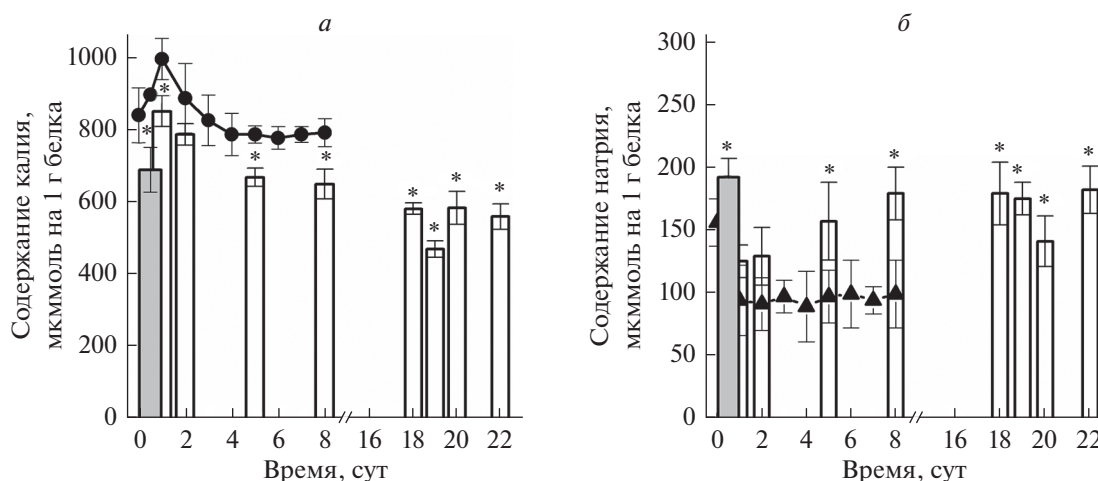 а
Содержание калия,
мкммоль на 1 г белка
1000
800
600
400
200
0
* * * * * * * *
0 2 4 6 8 16 18 20 22
Время, сут
б
Содержание натрия,
мкммоль на 1 г белка
300
250
200
150
100
50
0
* * * * * * *
0 2 4 6 8 16 18 20 22
Время, сут